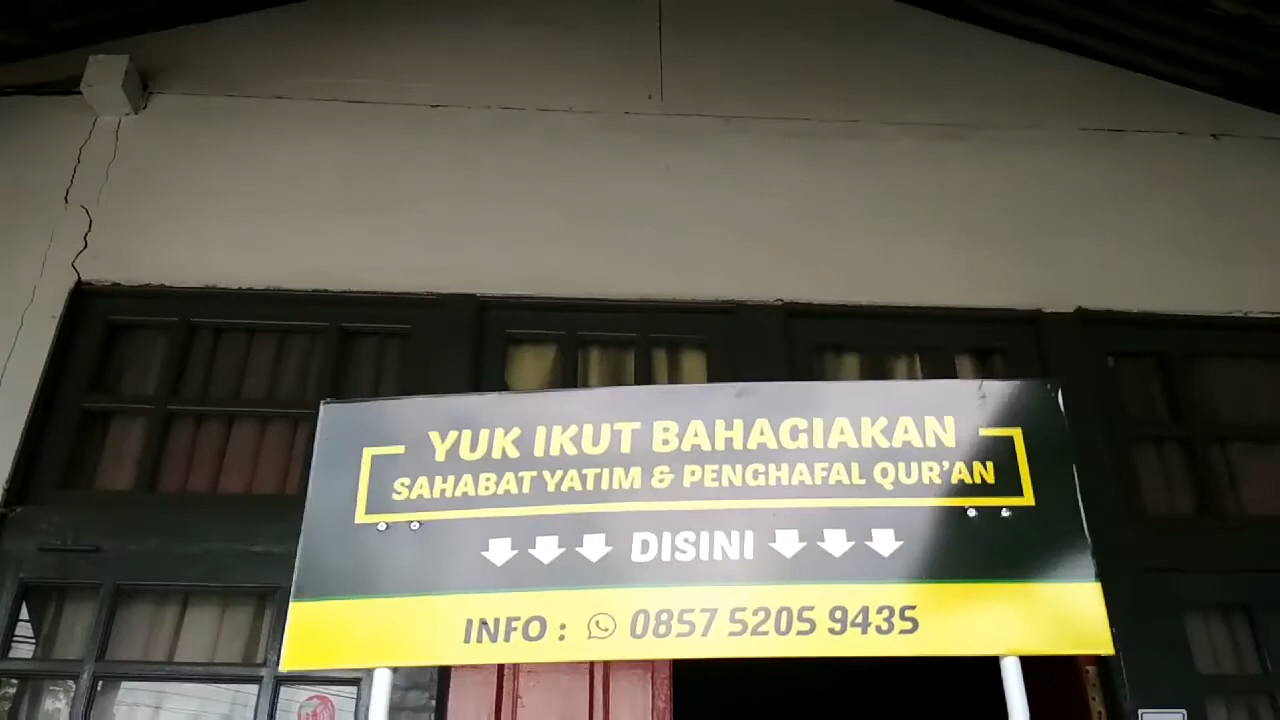 YUK IKUT BAHAGIAKAN
SAHABAT YATIM & PENGHAFAL QUR'AN
DISINI
INFO : 0857 5205 9435